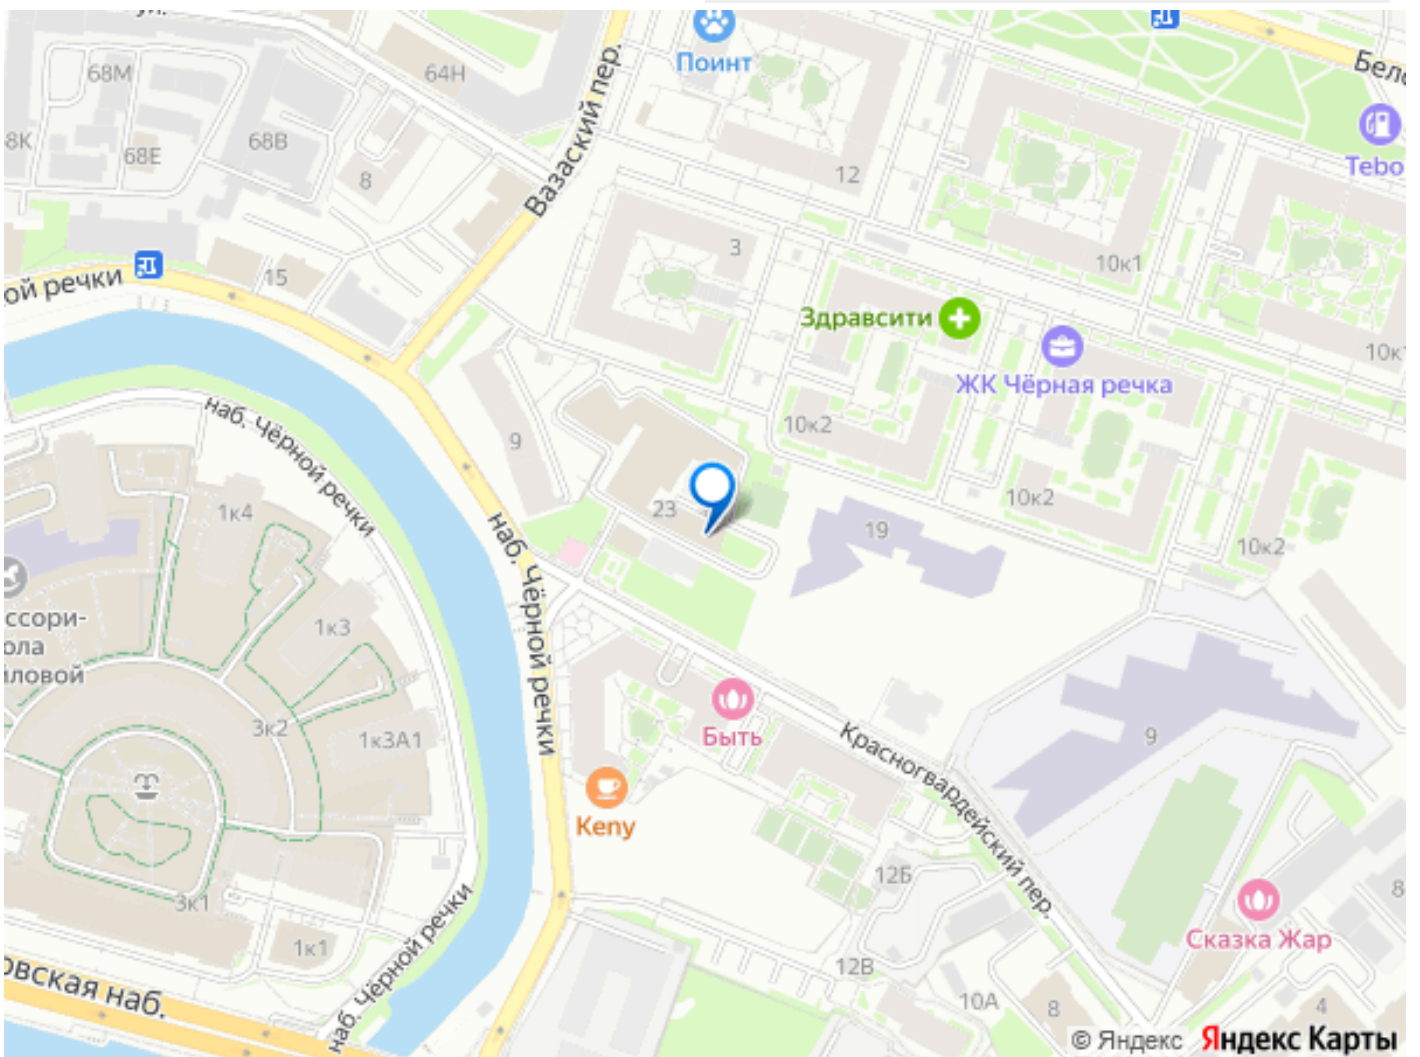 ул.
68М
64Н
Вазаский пер.
Поинт
Бел
Tebo
8К
68Е
68В
8
12
3
10к1
ой речки
15
Здравсити
ЖК Чёрная речка
10к
10к2
9
наб. Чёрной речки
1к4
23
наб. Чёрной речки
19
10к2
10к2
ссори-
ола
йловой
1к3
3к2
1к3А1
Быть
Красногвардейский пер.
9
Keny
12Б
3к1
1к1
наб. Чёрной речки
Сказка Жар
8
12В
10А
8
4
овская наб.
© Яндекс Яндекс Карты